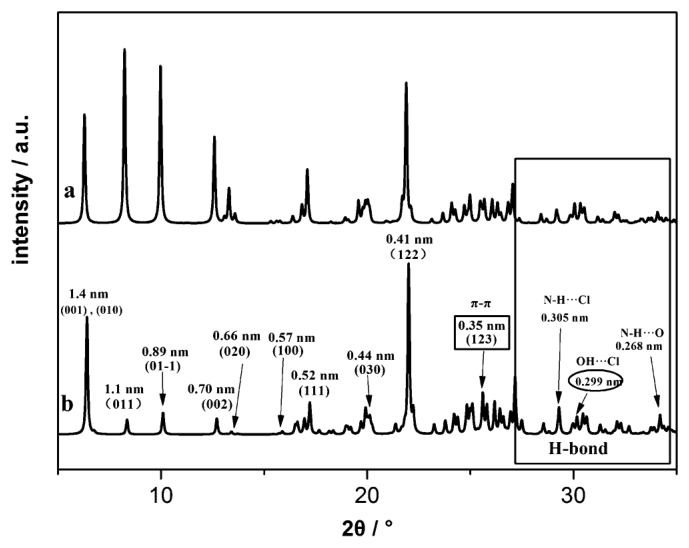 intensity / a.u.
a
0.41 nm
(122)
1.4 nm
(001) , (010)
0.89 nm
(01-1)
1.1 nm
(011)
0.70 nm
(002)
0.66 nm
(020)
0.57 nm
(100)
0.52 nm
(111)
0.44 nm
(030)
π-π
0.35 nm
(123)
N-H···Cl
0.305 nm
OH···Cl
0.299 nm
N-H···O
0.268 nm
b
H-bond
10
20
30
2θ / °